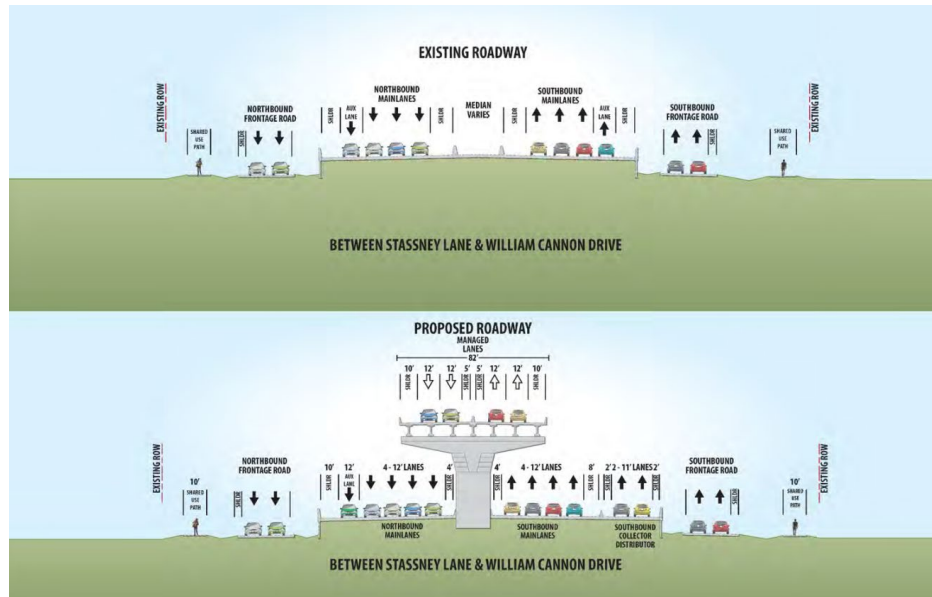 EXISTING ROADWAY
EXISTING ROW
SHARED
USE
PATH
NORTHBOUND
FRONTAGE ROAD
SHLDR
SHLDR
AUX
LANE
NORTHBOUND
MAINLANES
SHLDR
MEDIAN
VARIES
SHLDR
SOUTHBOUND
MAINLANES
AUX
LANE
SHLDR
SOUTHBOUND
FRONTAGE ROAD
SHLDR
SHARED
USE
PATH
EXISTING ROW
BETWEEN STASSNEY LANE & WILLIAM CANNON DRIVE
PROPOSED ROADWAY
MANAGED
LANES
82'
10' 12' 12' 5' 5' 12' 12' 10'
SHLDR
SHLDR
SHLDR
SHLDR
EXISTING ROW
10'
SHARED
USE
PATH
NORTHBOUND
FRONTAGE ROAD
SHLDR
10' 12' 4 - 12' LANES 4'
SHLDR
AUX
LANE
SHLDR
NORTHBOUND
MAINLANES
4' 4 - 12' LANES 8' 2' 2 - 11' LANES 2'
SHLDR
SHLDR
SHLDR
SHLDR
SOUTHBOUND
MAINLANES
SOUTHBOUND
COLLECTOR
DISTRIBUTOR
SOUTHBOUND
FRONTAGE ROAD
SHLDR
10'
SHARED
USE
PATH
EXISTING ROW
BETWEEN STASSNEY LANE & WILLIAM CANNON DRIVE